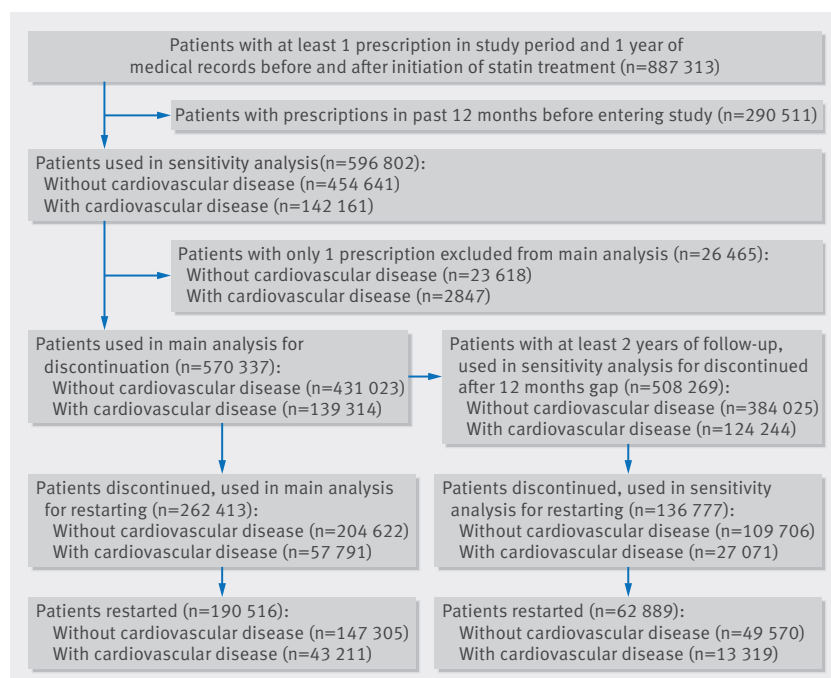 Patients with at least 1 prescription in study period and 1 year of
medical records before and after initiation of statin treatment (n=887 313)
Patients with prescriptions in past 12 months before entering study (n=290 511)
Patients used in sensitivity analysis(n=596 802):
Without cardiovascular disease (n=454 641)
With cardiovascular disease (n=142 161)
Patients with only 1 prescription excluded from main analysis (n=26 465):
Without cardiovascular disease (n=23 618)
With cardiovascular disease (n=2847)
Patients used in main analysis for
discontinuation (n=570 337):
Without cardiovascular disease (n=431 023)
With cardiovascular disease (n=139 314)
Patients with at least 2 years of follow-up,
used in sensitivity analysis for discontinued
after 12 months gap (n=508 269):
Without cardiovascular disease (n=384 025)
With cardiovascular disease (n=124 244)
Patients discontinued, used in main analysis
for restarting (n=262 413):
Without cardiovascular disease (n=204 622)
With cardiovascular disease (n=57 791)
Patients discontinued, used in sensitivity
analysis for restarting (n=136 777):
Without cardiovascular disease (n=109 706)
With cardiovascular disease (n=27 071)
Patients restarted (n=190 516):
Without cardiovascular disease (n=147 305)
With cardiovascular disease (n=43 211)
Patients restarted (n=62 889):
Without cardiovascular disease (n=49 570)
With cardiovascular disease (n=13 319)